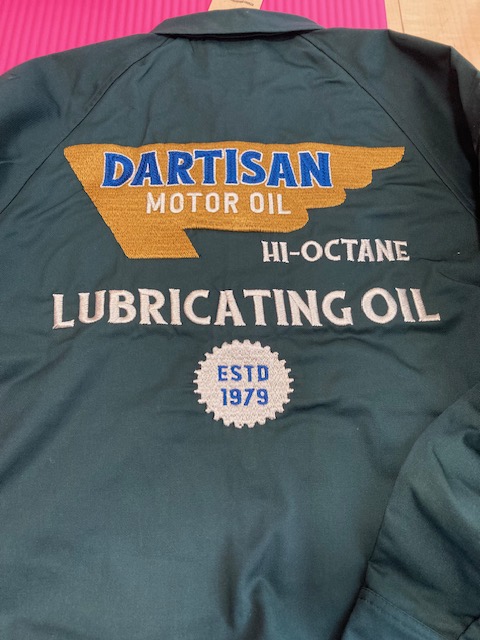 DARTISAN
MOTOR OIL
HI-OCTANE
LUBRICATING OIL
ESTD
1979